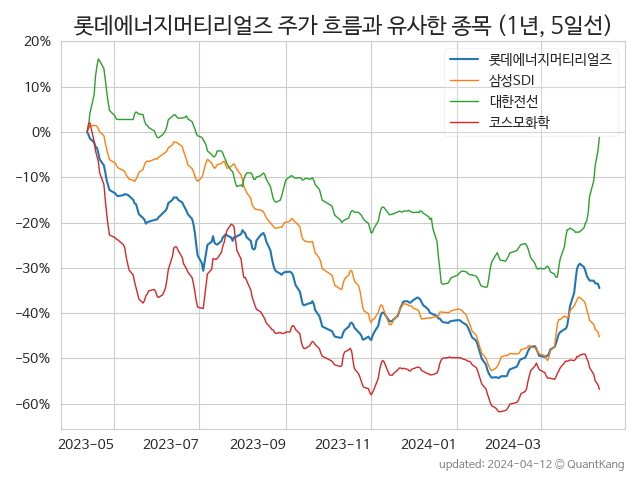 롯데에너지머티리얼즈 주가 흐름과 유사한 종목 (1년, 5일선)
20%
10%
0%
−10%
−20%
−30%
−40%
−50%
−60%
롯데에너지머티리얼즈
삼성SDI
대한전선
코스모화학
2023-05 2023-07 2023-09 2023-11 2024-01 2024-03
updated: 2024-04-12 © QuantKang